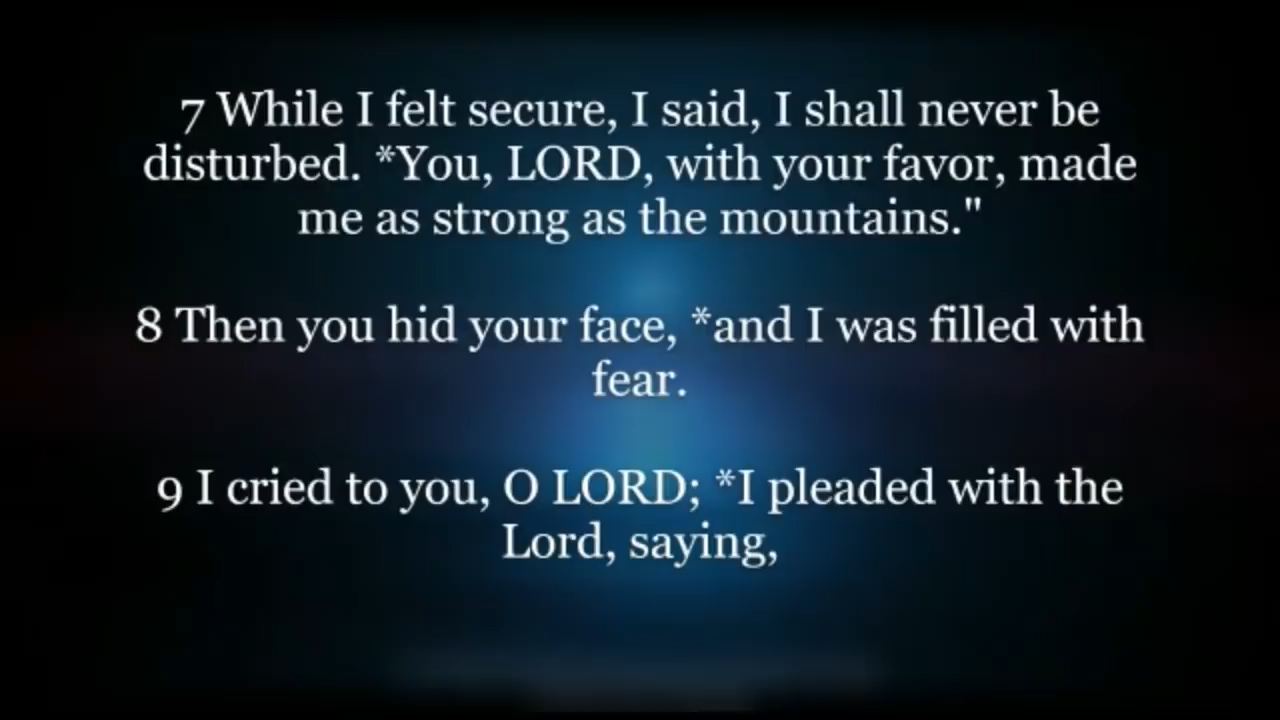 7 While I felt secure, I said, I shall never be
disturbed. *You, LORD, with your favor, made
me as strong as the mountains."
8 Then you hid your face, *and I was filled with
fear.
9 I cried to you, O LORD; *I pleaded with the
Lord, saying,